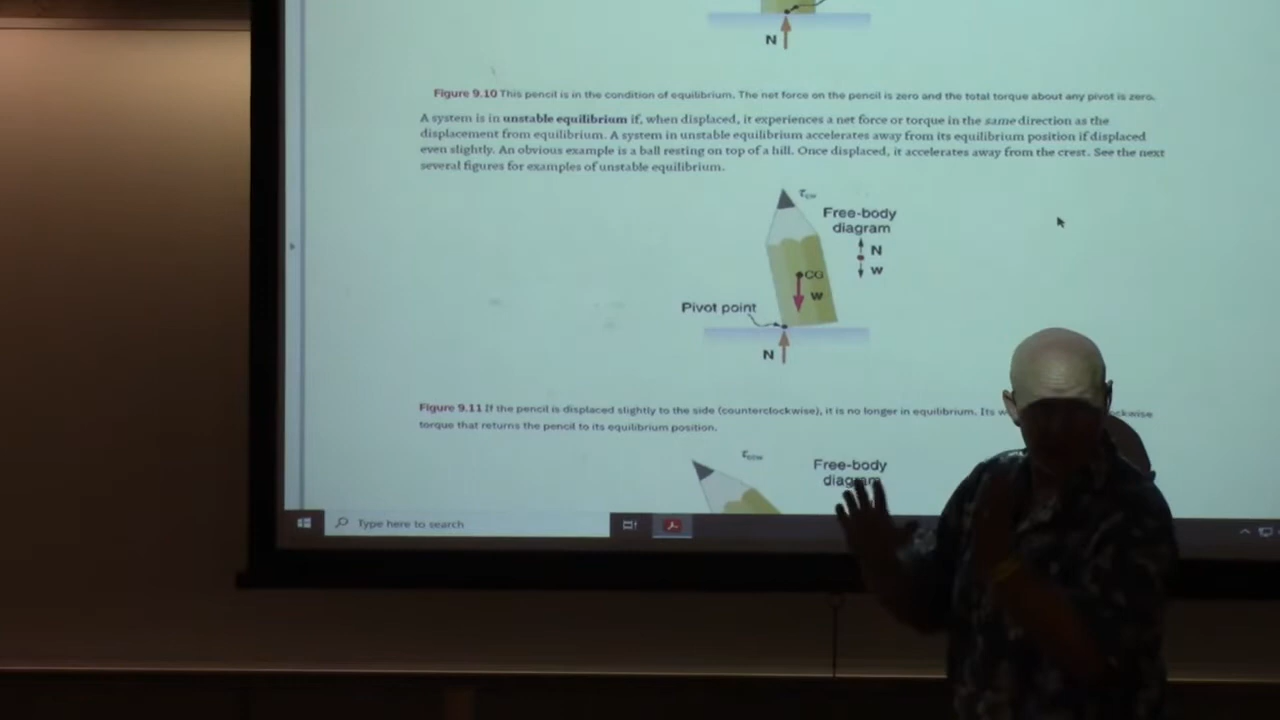 N
Figure 9.10 This pencil is in the condition of equilibrium. The net force on the pencil is zero and the total torque about any pivot is zero.
A system is in unstable equilibrium if, when displaced, it experiences a net force or torque in the same direction as the
displacement from equilibrium. A system in unstable equilibrium accelerates away from its equilibrium position if displaced
even slightly. An obvious example is a ball resting on top of a hill. Once displaced, it accelerates away from the crest. See the next
several figures for examples of unstable equilibrium.
τcw
Free-body
diagram
N
w
CG
w
Pivot point
N
Figure 9.11 If the pencil is displaced slightly to the side (counterclockwise), it is no longer in equilibrium. Its
torque that returns the pencil to its equilibrium position.
τccw
Free-body
diagram
Type here to search